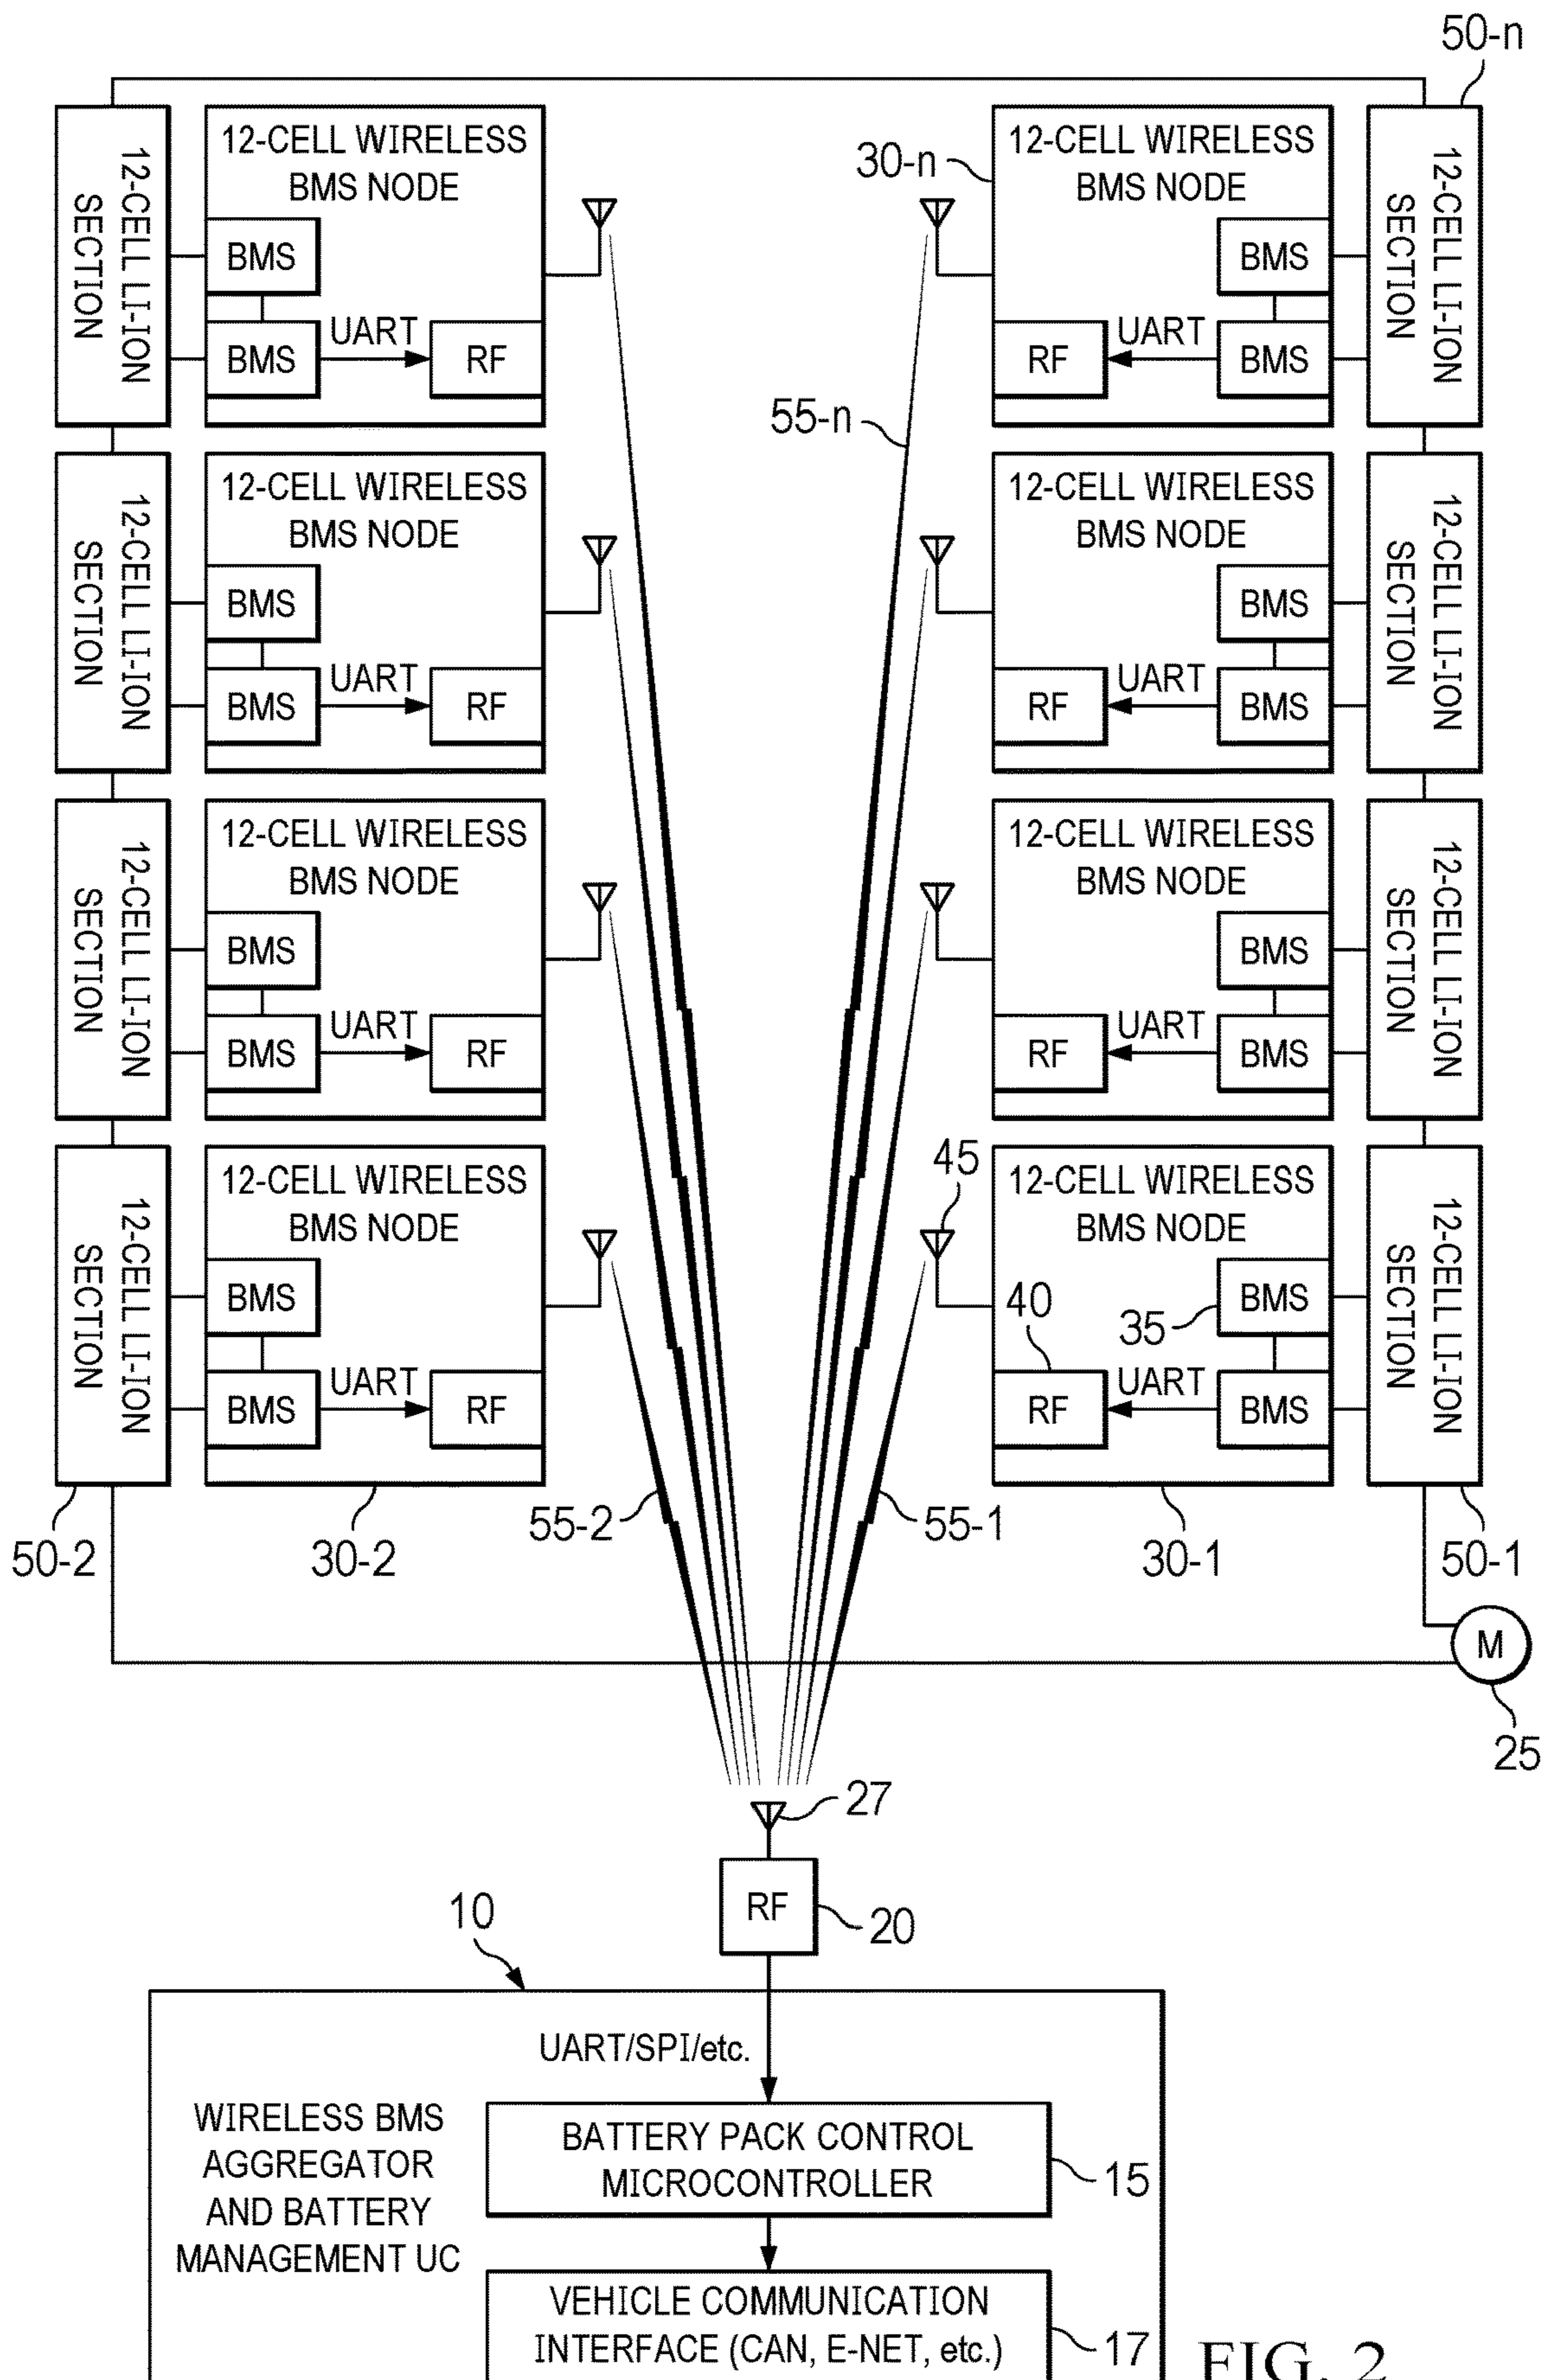 50-n
12-CELL LI-ION
SECTION
12-CELL WIRELESS
BMS NODE
BMS
BMS
UART
RF
30-n
12-CELL WIRELESS
BMS NODE
BMS
RF
UART
BMS
12-CELL LI-ION
SECTION
55-n
12-CELL LI-ION
SECTION
12-CELL WIRELESS
BMS NODE
BMS
BMS
UART
RF
12-CELL WIRELESS
BMS NODE
BMS
RF
UART
BMS
12-CELL LI-ION
SECTION
12-CELL LI-ION
SECTION
12-CELL WIRELESS
BMS NODE
BMS
BMS
UART
RF
12-CELL WIRELESS
BMS NODE
BMS
RF
UART
BMS
12-CELL LI-ION
SECTION
12-CELL LI-ION
SECTION
12-CELL WIRELESS
BMS NODE
BMS
BMS
UART
RF
45
12-CELL WIRELESS
BMS NODE
40
35
BMS
RF
UART
BMS
12-CELL LI-ION
SECTION
50-2
30-2
55-2
55-1
30-1
50-1
M
25
27
RF
20
10
UART/SPI/etc.
WIRELESS BMS
AGGREGATOR
AND BATTERY
MANAGEMENT UC
BATTERY PACK CONTROL
MICROCONTROLLER
15
VEHICLE COMMUNICATION
INTERFACE (CAN, E-NET, etc.)
17
FIG. 2